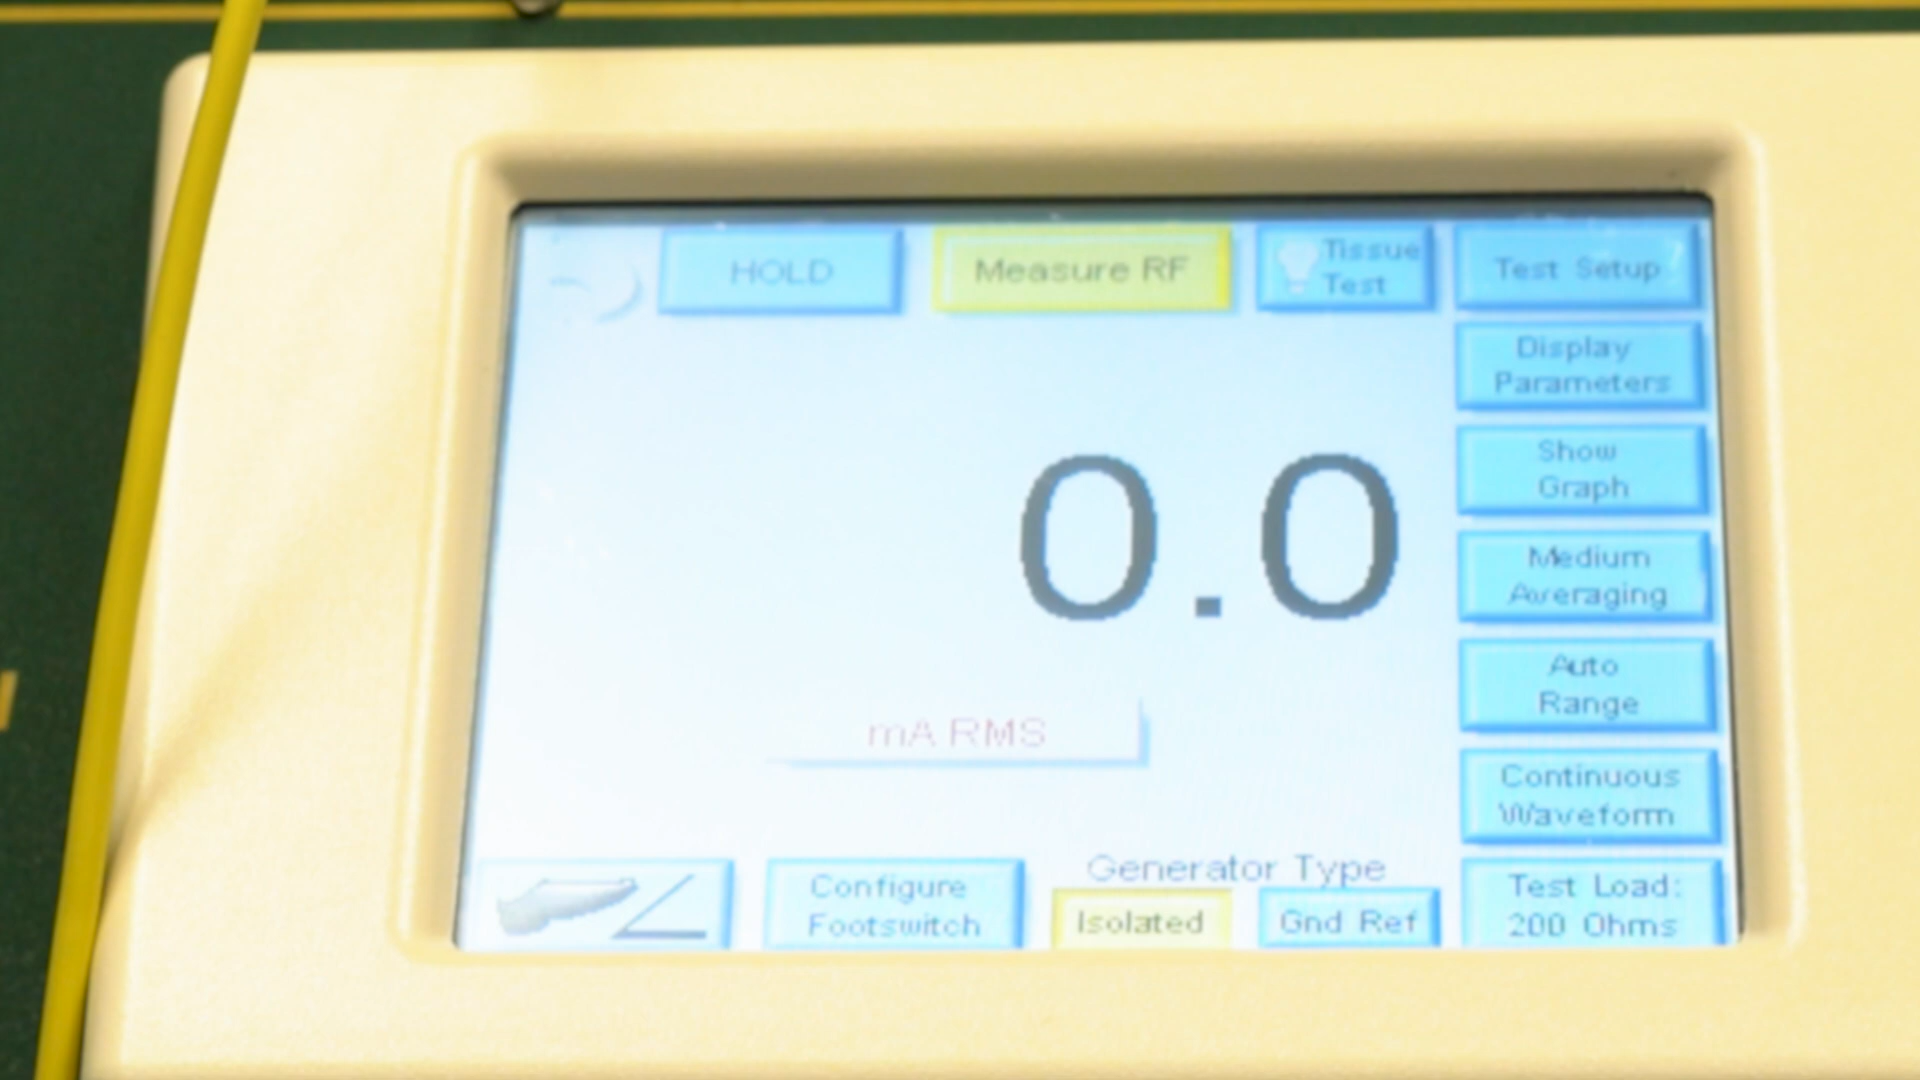 HOLD
Measure RF
Tissue
Test
Test Setup
Display
Parameters
Show
Graph
0.0
Medium
Averaging
Auto
Range
mA RMS
Continuous
Waveform
Configure
Footswitch
Generator Type
Isolated
Gnd Ref
Test Load:
200 Ohms